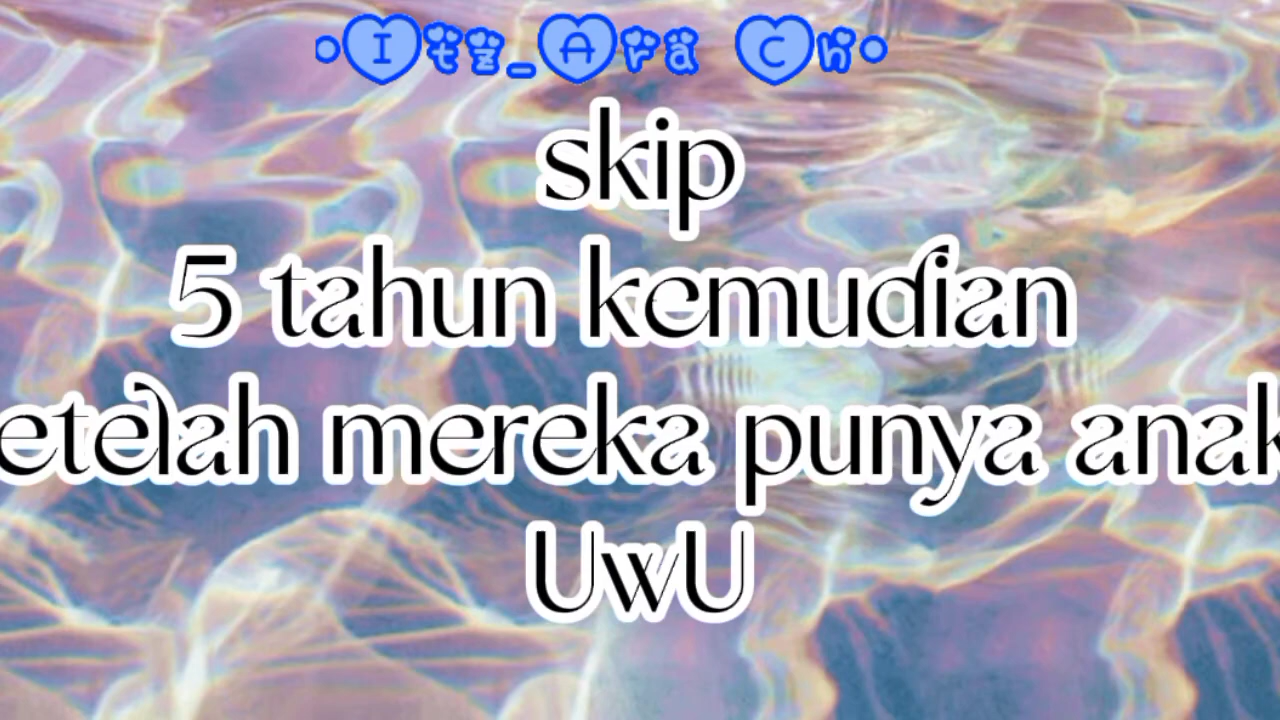 •Itz_Ara Ch•
skip
5 tahun kemudian
etelah mereka punya anak
UwU